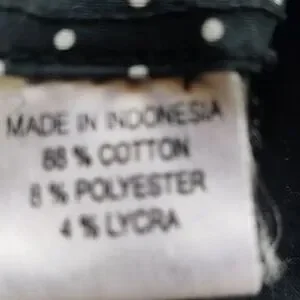 MADE IN INDONESIA
88 % COTTON
8 % POLYESTER
4 % LYCRA